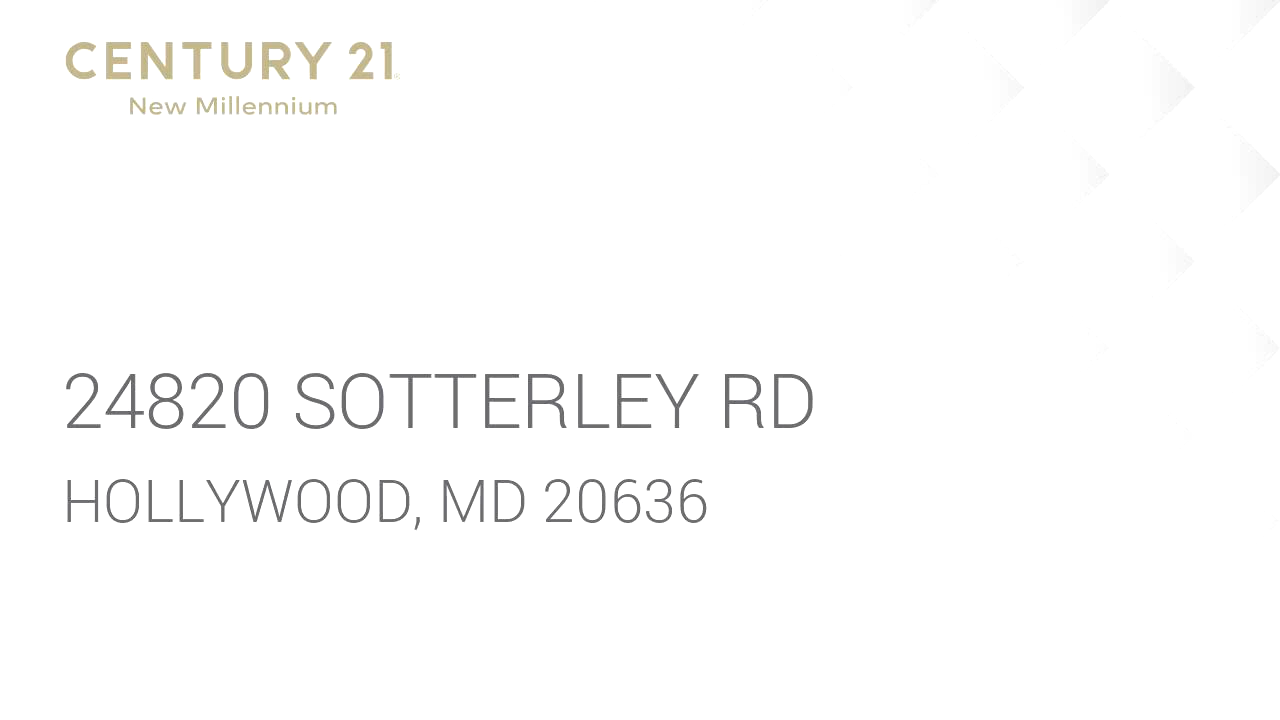 CENTURY 21
New Millennium
24820 SOTTERLEY RD
HOLLYWOOD, MD 20636